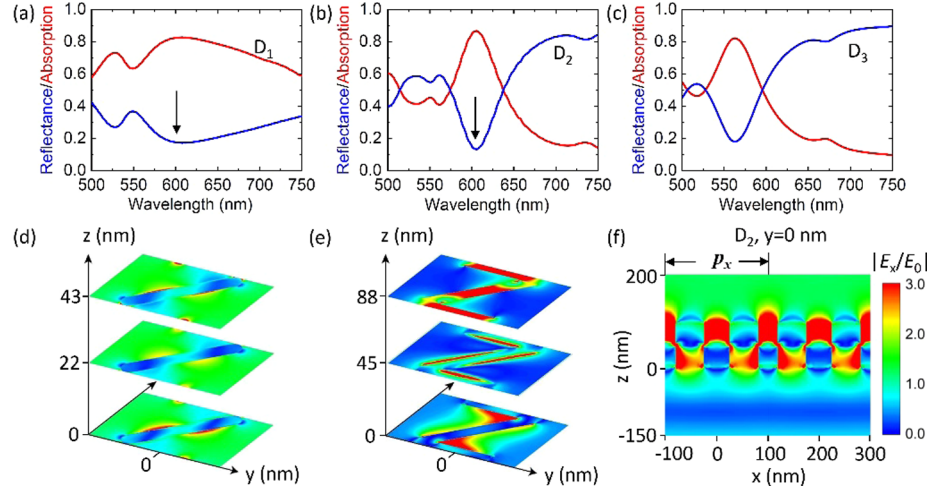 (a)
1.0
0.8
0.6
0.4
0.2
0.0
Reflectance/Absorption
D1
500 550 600 650 700 750
Wavelength (nm)
(b)
1.0
0.8
0.6
0.4
0.2
0.0
Reflectance/Absorption
D2
500 550 600 650 700 750
Wavelength (nm)
(c)
1.0
0.8
0.6
0.4
0.2
0.0
Reflectance/Absorption
D3
500 550 600 650 700 750
Wavelength (nm)
(d)
z (nm)
43
22
0
0
y (nm)
(e)
z (nm)
88
45
0
0
y (nm)
(f)
D2, y=0 nm
px
|Ex/E0|
200
0
-150
z (nm)
-100 0 100 200 300
x (nm)
3.0
2.0
1.0
0.0